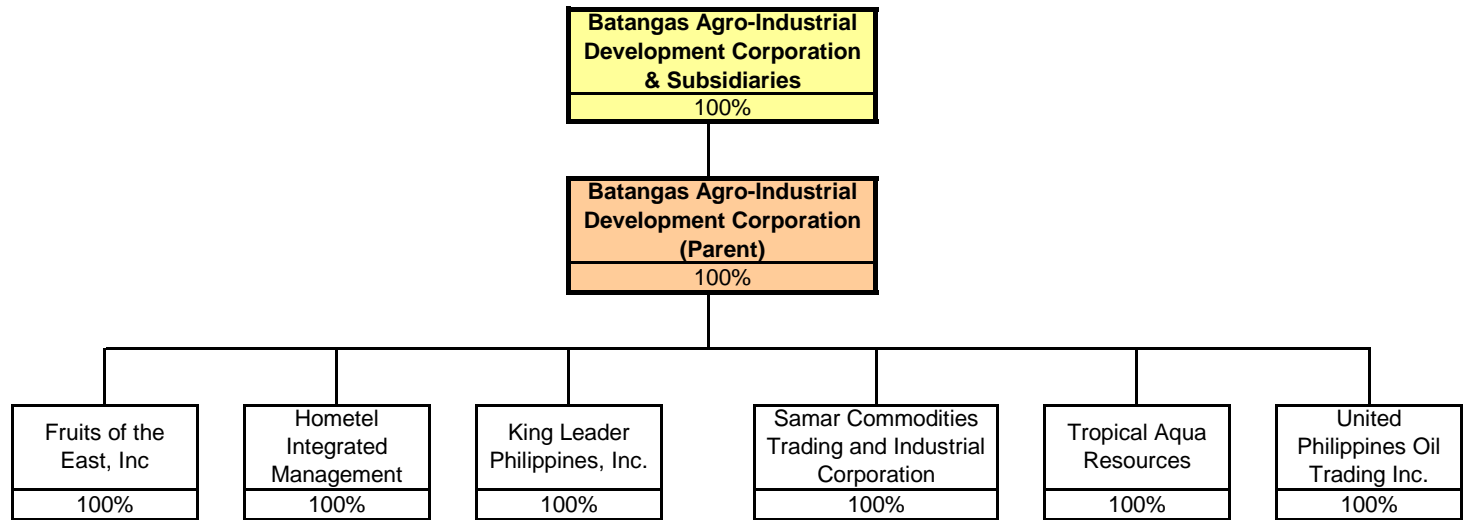 Batangas Agro-Industrial
Development Corporation
& Subsidiaries
100%
Batangas Agro-Industrial
Development Corporation
(Parent)
100%
Fruits of the
East, Inc
100%
Hometel
Integrated
Management
100%
King Leader
Philippines, Inc.
100%
Samar Commodities
Trading and Industrial
Corporation
100%
Tropical Aqua
Resources
100%
United
Philippines Oil
Trading Inc.
100%